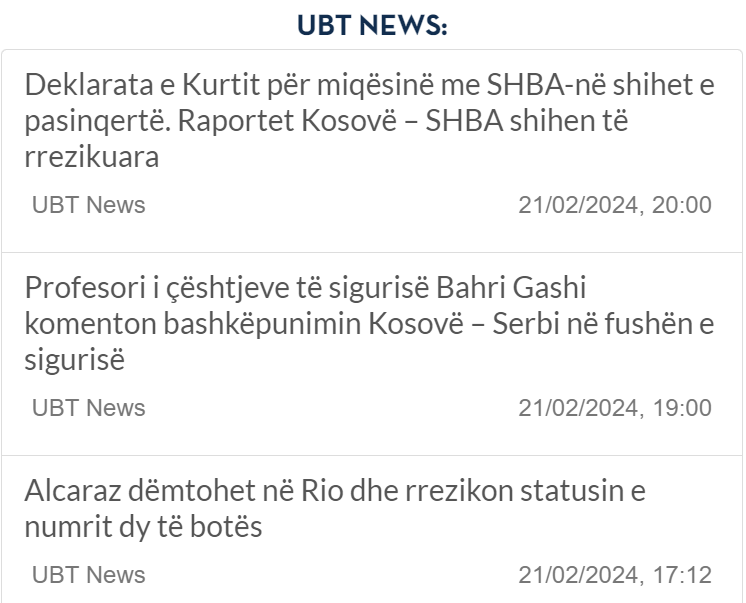 UBT NEWS:
Deklarata e Kurtit për miqësinë me SHBA-në shihet e
pasinqertë. Raportet Kosovë – SHBA shihen të
rrezikuara
UBT News 21/02/2024, 20:00
Profesori i çështjeve të sigurisë Bahri Gashi
komenton bashkëpunimin Kosovë – Serbi në fushën e
sigurisë
UBT News 21/02/2024, 19:00
Alcaraz dëmtohet në Rio dhe rrezikon statusin e
numrit dy të botës
UBT News 21/02/2024, 17:12